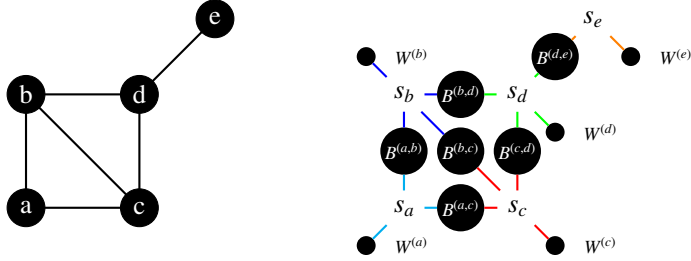 e
b d
a c
s_e
W^{(b)} B^{(d,e)} W^{(e)}
s_b B^{(b,d)} s_d
W^{(d)}
B^{(a,b)} B^{(b,c)} B^{(c,d)}
s_a B^{(a,c)} s_c
W^{(a)} W^{(c)}